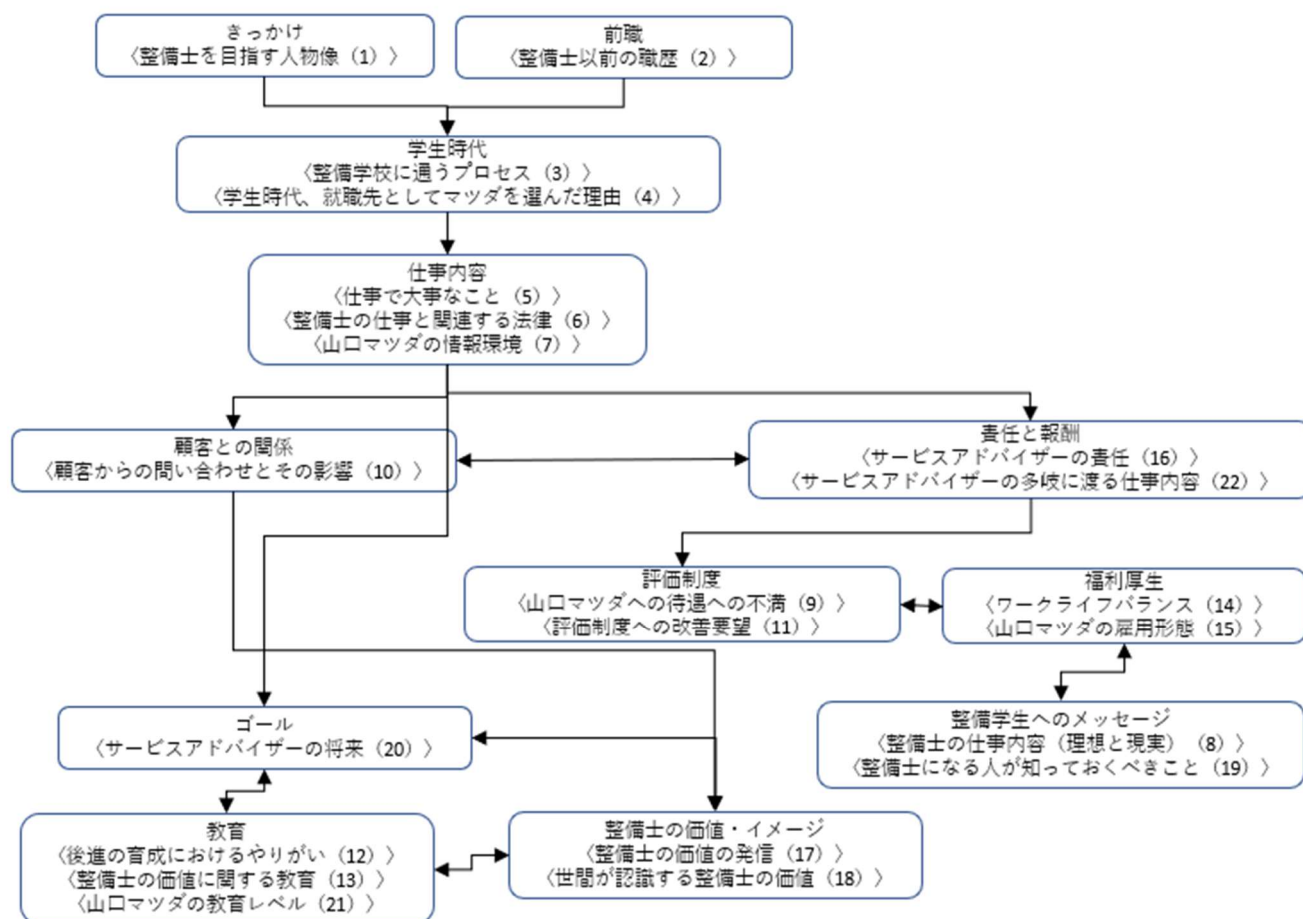 きっかけ
〈整備士を目指す人物像（1）〉
前職
〈整備士以前の職歴（2）〉
学生時代
〈整備学校に通うプロセス（3）〉
〈学生時代、就職先としてマツダを選んだ理由（4）〉
仕事内容
〈仕事で大事なこと（5）〉
〈整備士の仕事と関連する法律（6）〉
〈山口マツダの情報環境（7）〉
顧客との関係
〈顧客からの問い合わせとその影響（10）〉
責任と報酬
〈サービスアドバイザーの責任（16）〉
〈サービスアドバイザーの多岐に渡る仕事内容（22）〉
評価制度
〈山口マツダへの待遇への不満（9）〉
〈評価制度への改善要望（11）〉
福利厚生
〈ワークライフバランス（14）〉
〈山口マツダの雇用形態（15）〉
ゴール
〈サービスアドバイザーの将来（20）〉
整備学生へのメッセージ
〈整備士の仕事内容（理想と現実）（8）〉
〈整備士になる人が知っておくべきこと（19）〉
教育
〈後進の育成におけるやりがい（12）〉
〈整備士の価値に関する教育（13）〉
〈山口マツダの教育レベル（21）〉
整備士の価値・イメージ
〈整備士の価値の発信（17）〉
〈世間が認識する整備士の価値（18）〉